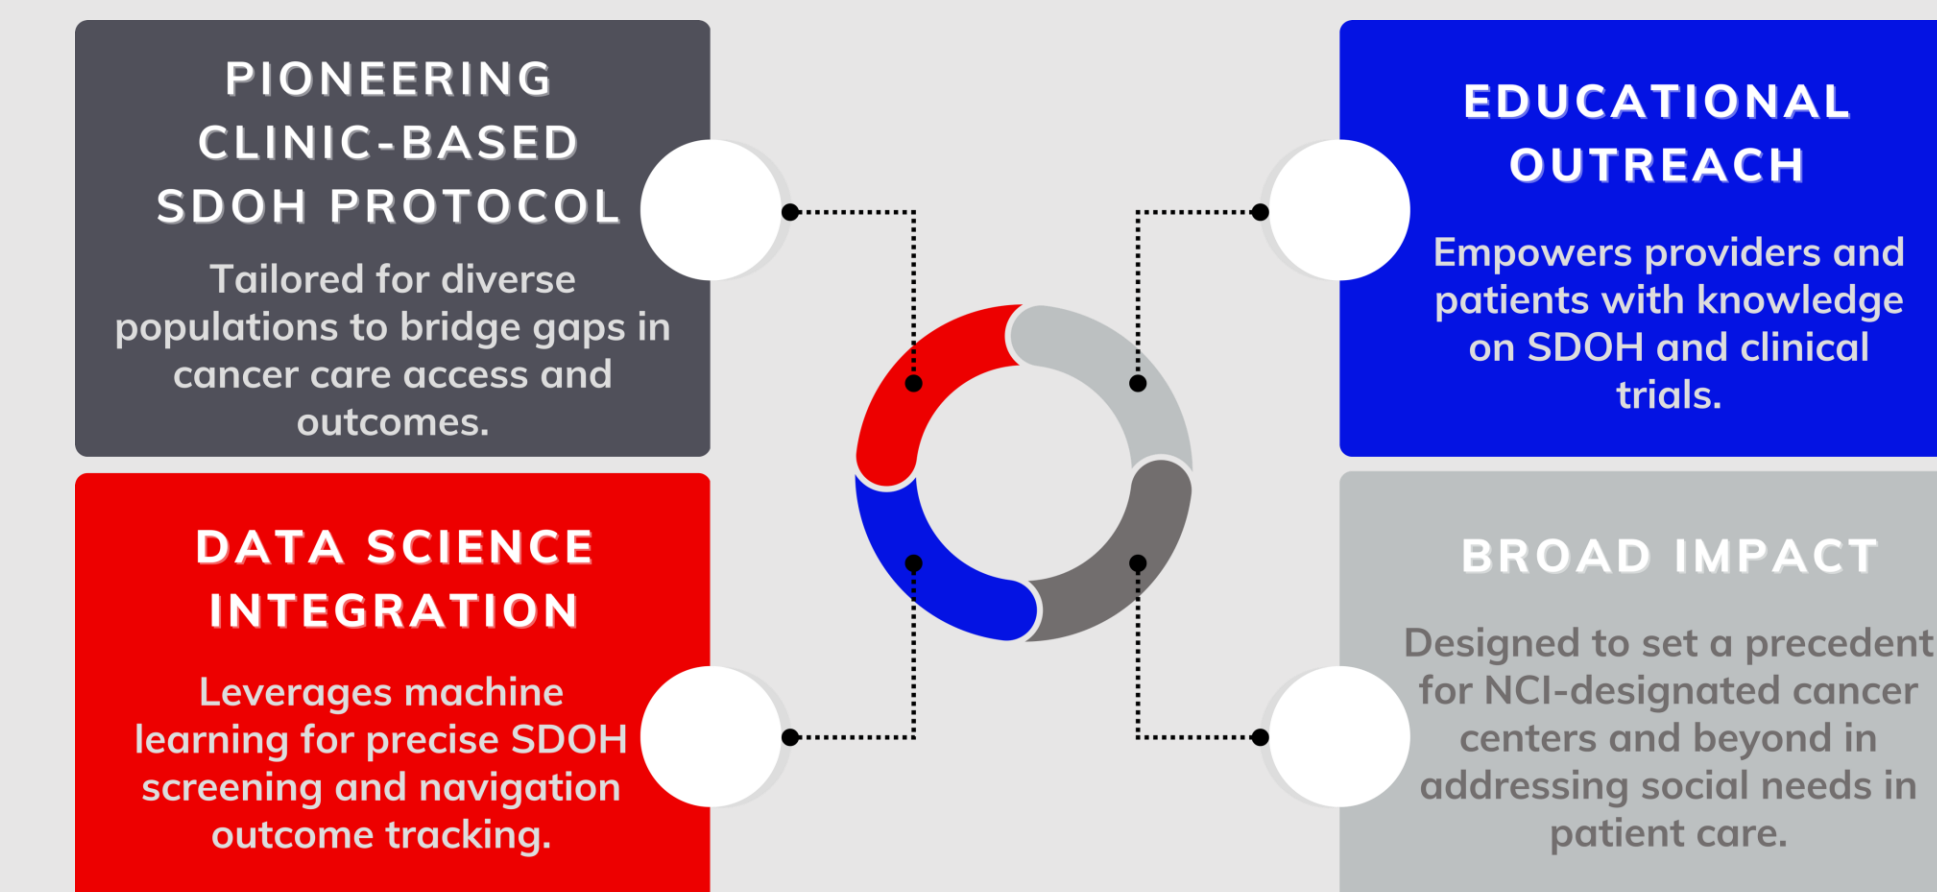 PIONEERING
CLINIC-BASED
SDOH PROTOCOL
Tailored for diverse
populations to bridge gaps in
cancer care access and
outcomes.
EDUCATIONAL
OUTREACH
Empowers providers and
patients with knowledge
on SDOH and clinical
trials.
DATA SCIENCE
INTEGRATION
Leverages machine
learning for precise SDOH
screening and navigation
outcome tracking.
BROAD IMPACT
Designed to set a precedent
for NCI-designated cancer
centers and beyond in
addressing social needs in
patient care.